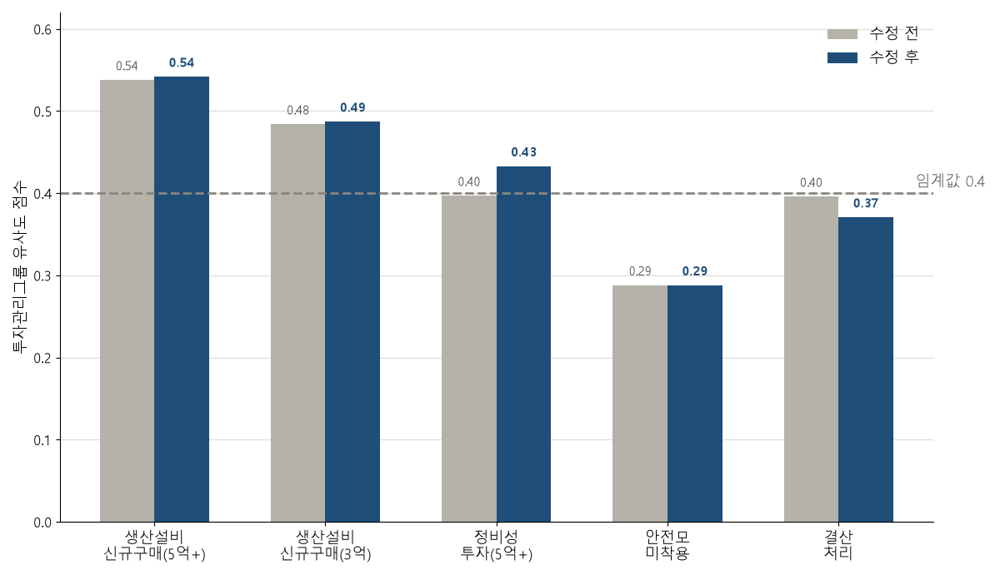 수정 전
수정 후
투자관리그룹 유사도 점수
0.6
0.5
0.4
0.3
0.2
0.1
0.0
임계값 0.4
0.54
0.54
0.48
0.49
0.40
0.43
0.29
0.29
0.40
0.37
생산설비
신규구매(5억+)
생산설비
신규구매(3억)
정비성
투자(5억+)
안전모
미착용
결산
처리